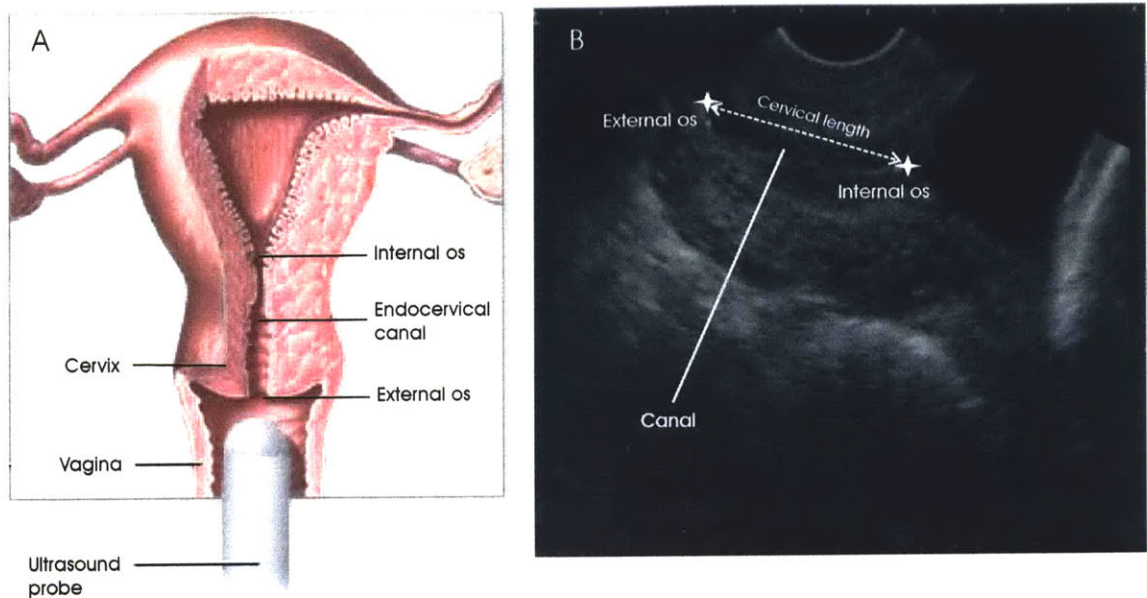 A
Internal os
Endocervical
canal
Cervix
External os
Vagina
Ultrasound
probe
B
Cervical length
External os
Internal os
Canal